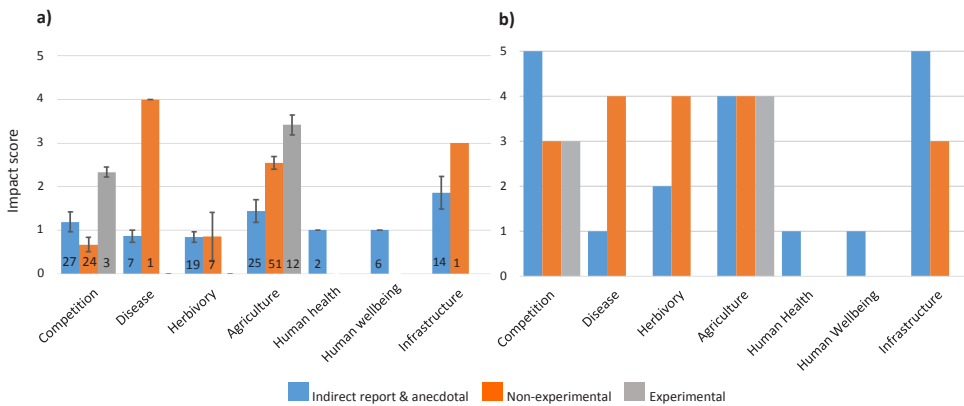 a)
b)
Impact score
5
4
3
2
1
0
27 24 3
7 1
19 7
25 51 12
2
6
14 1
Competition
Disease
Herbivory
Agriculture
Human health
Human wellbeing
Infrastructure
5
4
3
2
1
0
Competition
Disease
Herbivory
Agriculture
Human Health
Human Wellbeing
Infrastructure
Indirect report & anecdotal Non-experimental Experimental